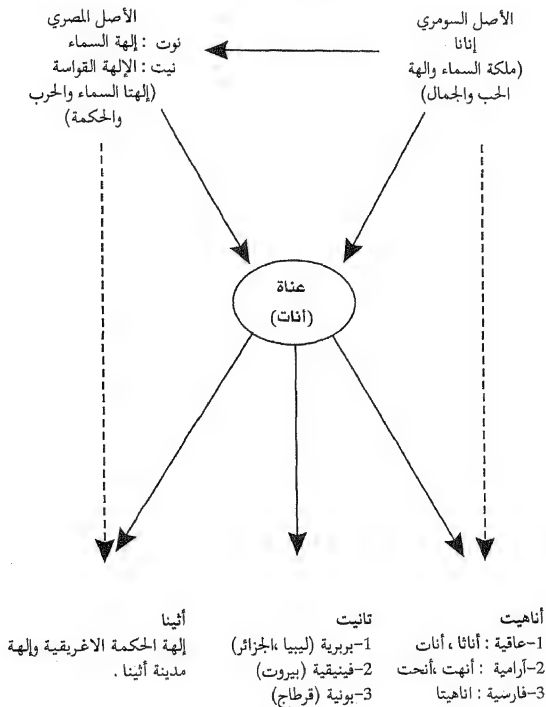 الأصل السومري
إنانا
(ملكة السماء والهة
الحب والجمال)
الأصل المصري
نوت : إلهة السماء
نيت : الإلهة القواسة
(إلهتا السماء والحرب
والحكمة)
عناة
(أنات)
أناهيت
1-عاقية : أناثا ، أنات
2-آرامية : أنهت ،أنحت
3-فارسية : اناهيتا
تانيت
1-بربرية (ليبيا ،الجزائر)
2-فينيقية (بيروت)
3-بونية (قرطاج)
أثينا
إلهة الحكمة الاغريقية وإلهة
مدينة أثينا .